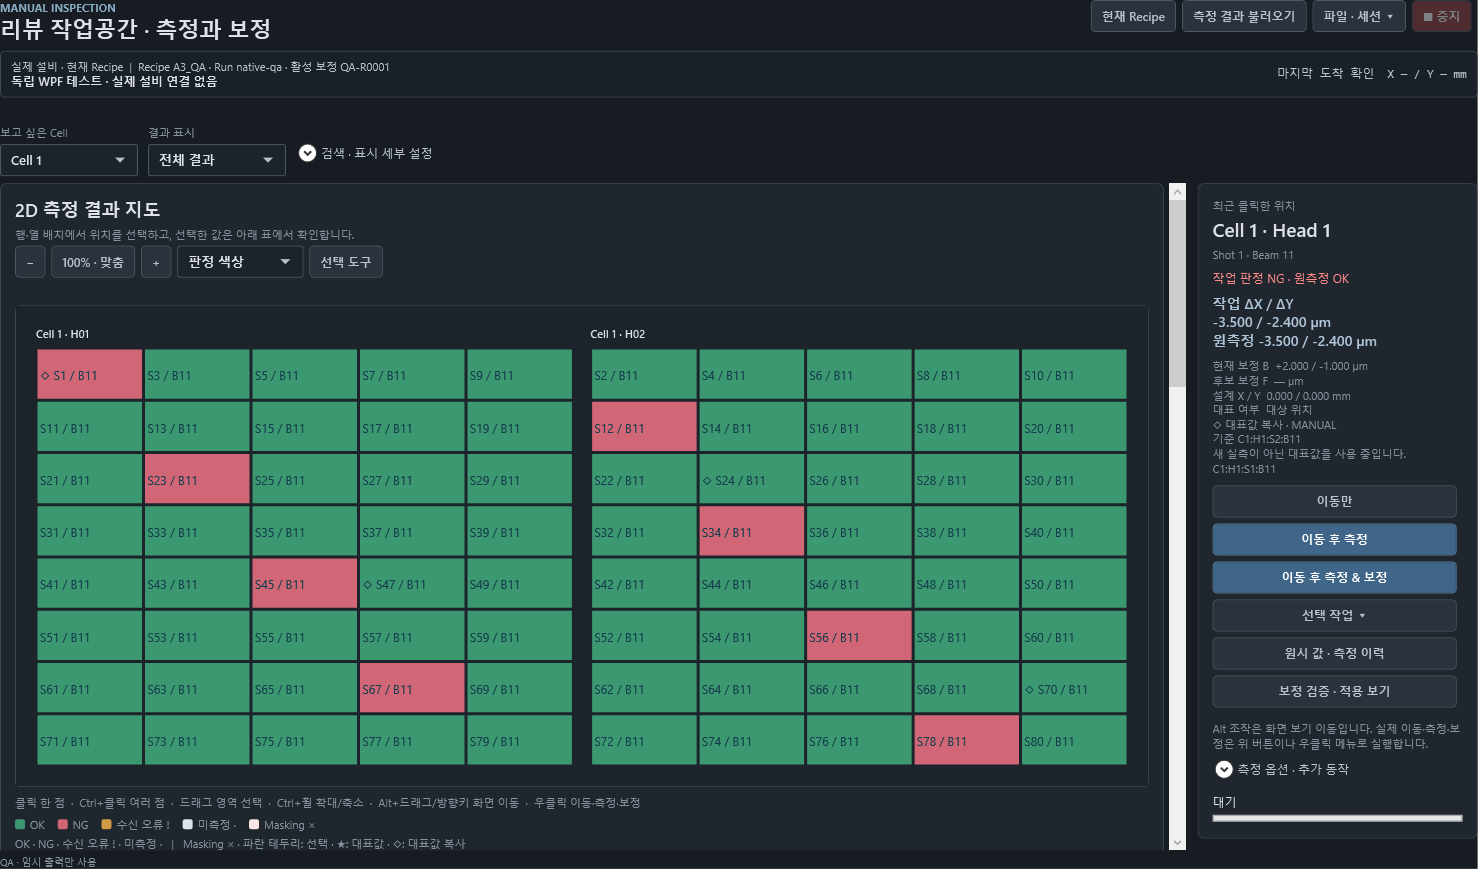 MANUAL INSPECTION
리뷰 작업공간 · 측정과 보정
현재 Recipe
측정 결과 불러오기
파일 · 세션 ▾
■ 중지
실제 설비 · 현재 Recipe | Recipe A3_QA · Run native-qa · 활성 보정 QA-R0001
독립 WPF 테스트 · 실제 설비 연결 없음
마지막 도착 확인 X — / Y — mm
보고 싶은 Cell
결과 표시
Cell 1
전체 결과
검색 · 표시 세부 설정
2D 측정 결과 지도
행·열 배치에서 위치를 선택하고, 선택한 값은 아래 표에서 확인합니다.
−
100% · 맞춤
+
판정 색상
선택 도구
Cell 1 · H01
Cell 1 · H02
◇ S1 / B11 S3 / B11 S5 / B11 S7 / B11 S9 / B11 S2 / B11 S4 / B11 S6 / B11 S8 / B11 S10 / B11
S11 / B11 S13 / B11 S15 / B11 S17 / B11 S19 / B11 S12 / B11 S14 / B11 S16 / B11 S18 / B11 S20 / B11
S21 / B11 S23 / B11 S25 / B11 S27 / B11 S29 / B11 S22 / B11 ◇ S24 / B11 S26 / B11 S28 / B11 S30 / B11
S31 / B11 S33 / B11 S35 / B11 S37 / B11 S39 / B11 S32 / B11 S34 / B11 S36 / B11 S38 / B11 S40 / B11
S41 / B11 S43 / B11 S45 / B11 ◇ S47 / B11 S49 / B11 S42 / B11 S44 / B11 S46 / B11 S48 / B11 S50 / B11
S51 / B11 S53 / B11 S55 / B11 S57 / B11 S59 / B11 S52 / B11 S54 / B11 S56 / B11 S58 / B11 S60 / B11
S61 / B11 S63 / B11 S65 / B11 S67 / B11 S69 / B11 S62 / B11 S64 / B11 S66 / B11 S68 / B11 ◇ S70 / B11
S71 / B11 S73 / B11 S75 / B11 S77 / B11 S79 / B11 S72 / B11 S74 / B11 S76 / B11 S78 / B11 S80 / B11
클릭 한 점 · Ctrl+클릭 여러 점 · 드래그 영역 선택 · Ctrl+휠 확대/축소 · Alt+드래그/방향키 화면 이동 · 우클릭 이동·측정·보정
OK NG 수신 오류 ! 미측정 · Masking ×
OK · NG · 수신 오류 ! · 미측정 · | Masking × · 파란 테두리: 선택 · ★: 대표값 · ◇: 대표값 복사
QA · 임시 출력만 사용
최근 클릭한 위치
Cell 1 · Head 1
Shot 1 · Beam 11
작업 판정 NG · 원측정 OK
작업 ΔX / ΔY
-3.500 / -2.400 µm
원측정 -3.500 / -2.400 µm
현재 보정 B +2.000 / -1.000 µm
후보 보정 F — µm
설계 X / Y 0.000 / 0.000 mm
대표 여부 대상 위치
◇ 대표값 복사 · MANUAL
기준 C1:H1:S2:B11
새 실측이 아닌 대표값을 사용 중입니다.
C1:H1:S1:B11
이동만
이동 후 측정
이동 후 측정 & 보정
선택 작업 ▾
원시 값 · 측정 이력
보정 검증 · 적용 보기
Alt 조작은 화면 보기 이동입니다. 실제 이동·측정·보
정은 위 버튼이나 우클릭 메뉴로 실행합니다.
측정 옵션 · 추가 동작
대기